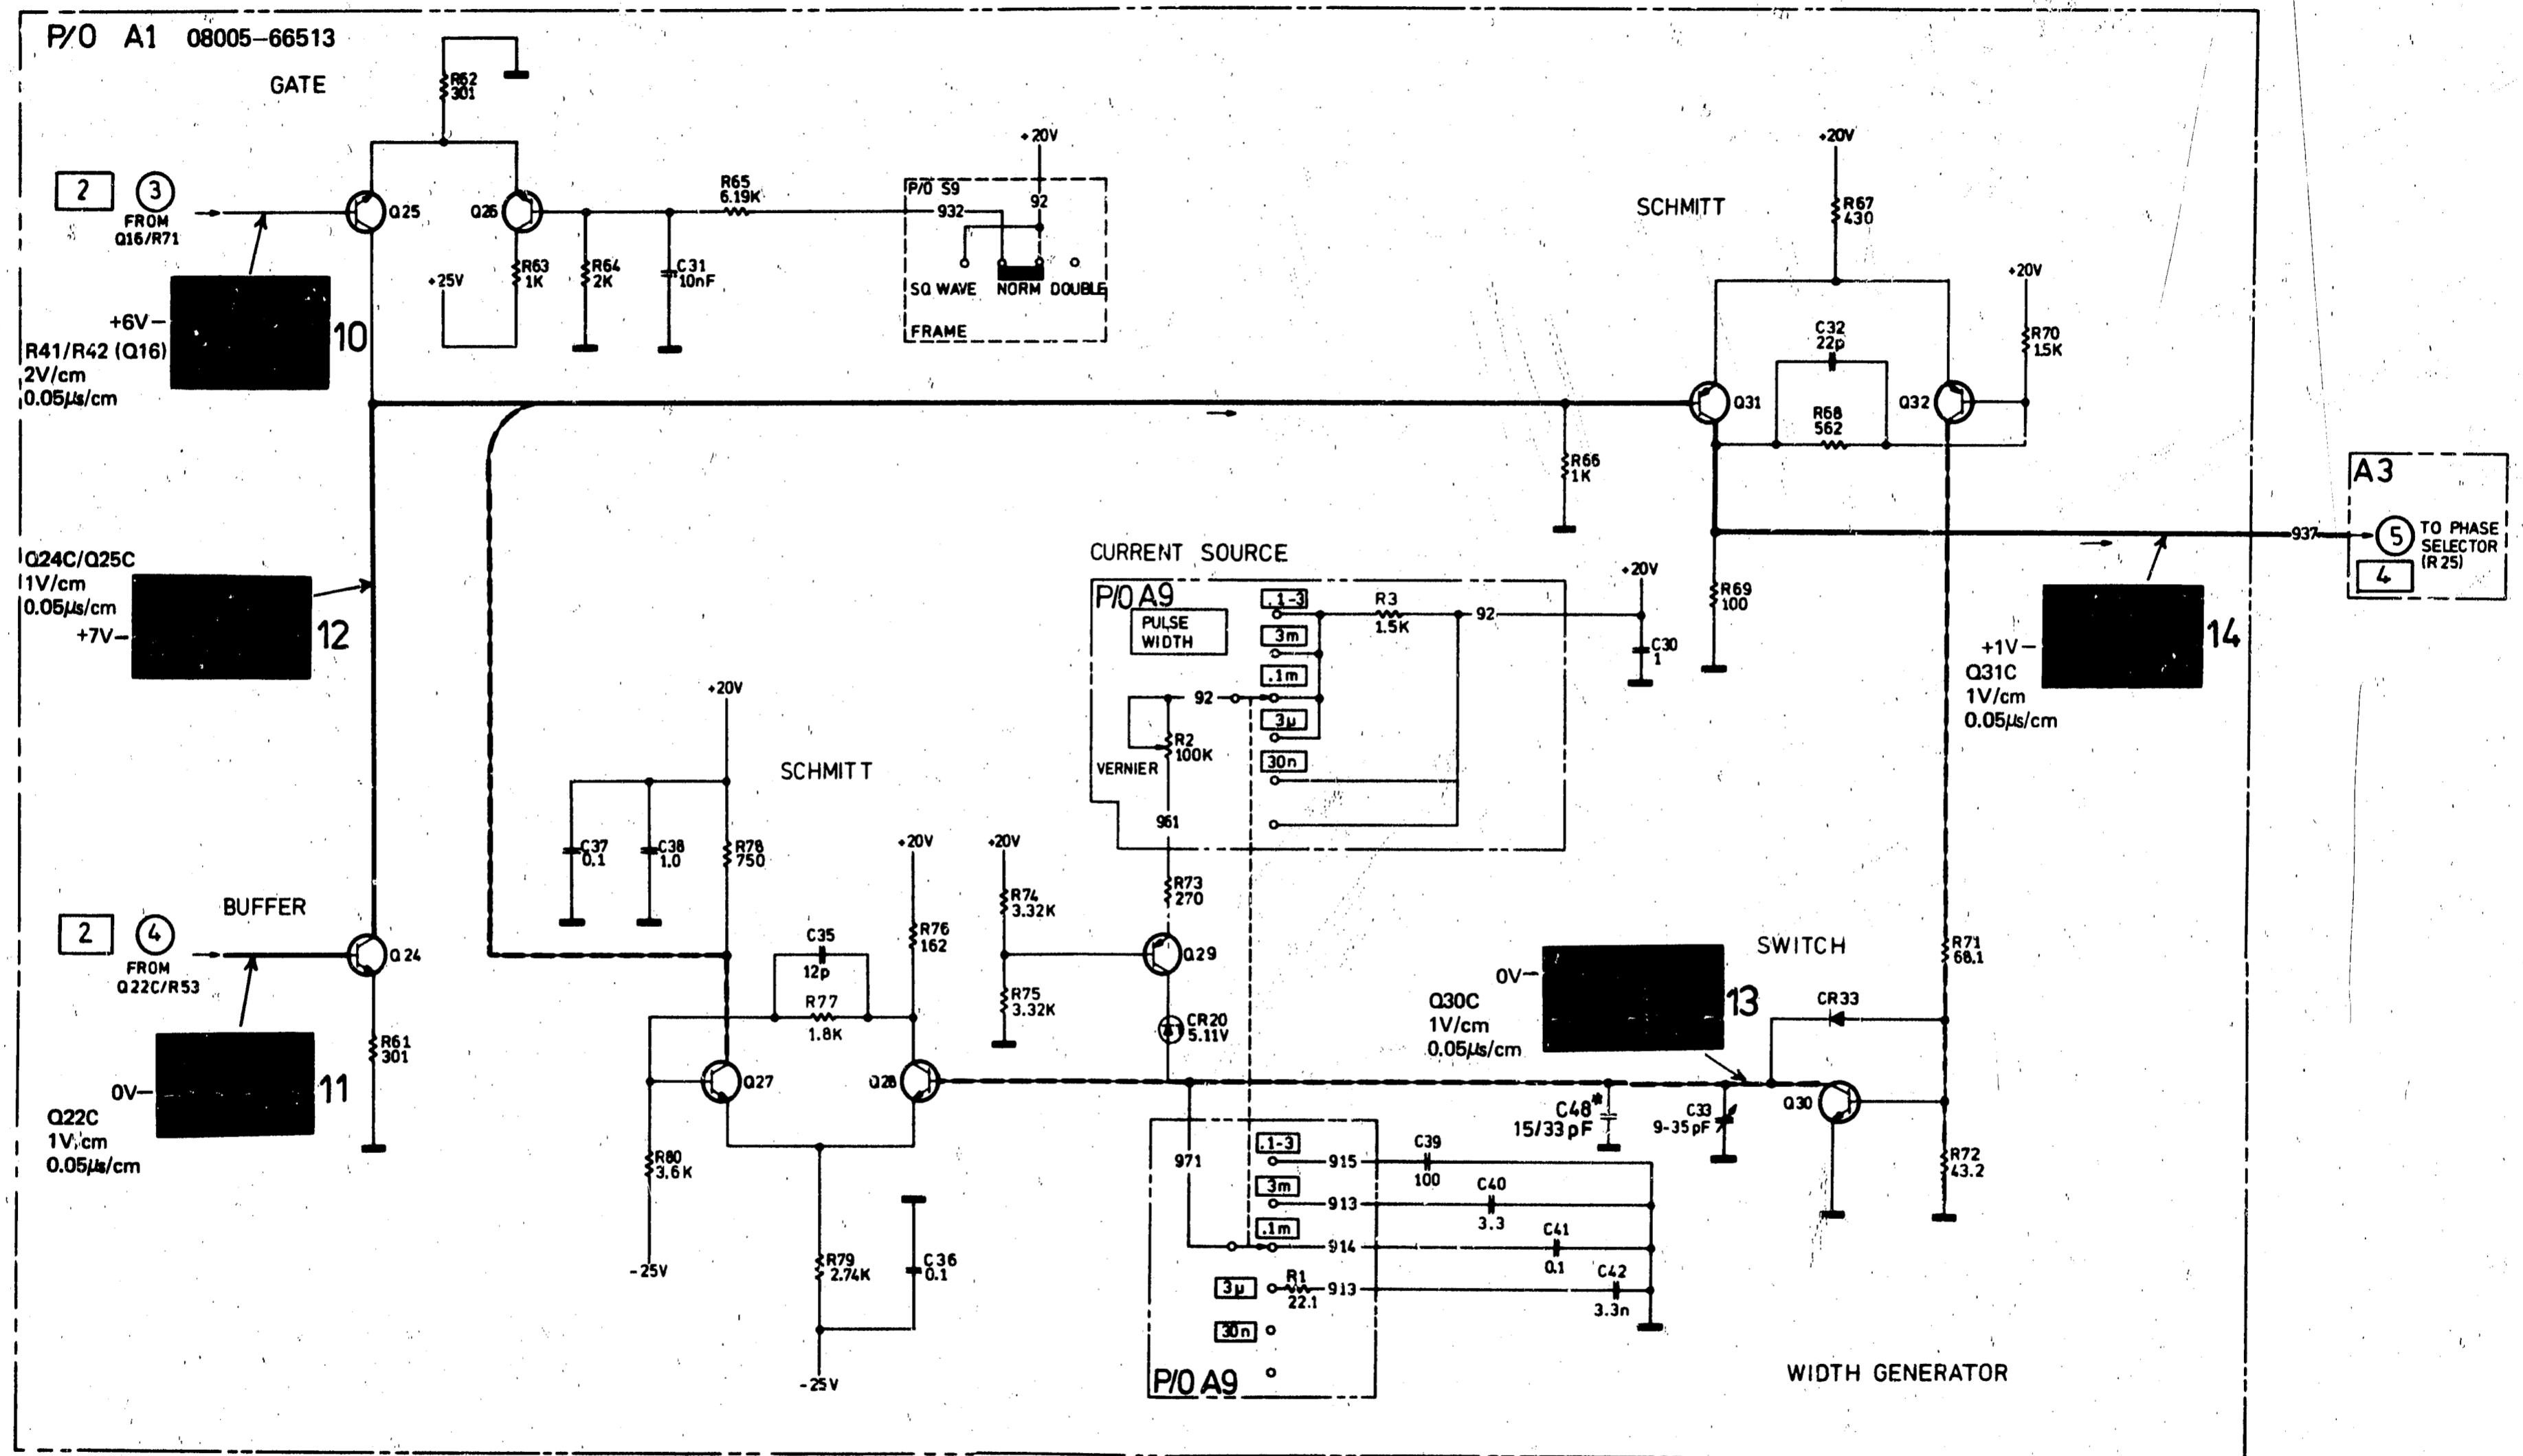 P/O A1 08005-66513
GATE
R62
301
2
3
FROM
Q16/R71
Q25
Q26
R65
6.19K
P/O S9
932
92
+20V
SQ WAVE NORM DOUBLE
FRAME
+25V
R63
1K
R64
2K
C31
10nF
+6V
10
R41/R42 (Q16)
2V/cm
0.05µs/cm
SCHMITT
+20V
R67
430
+20V
R70
1.5K
C32
22p
R68
562
Q31
Q32
R66
1K
A3
937
5
TO PHASE
SELECTOR
(R 25)
4
R69
100
14
+1V
Q31C
1V/cm
0.05µs/cm
Q24C/Q25C
1V/cm
0.05µs/cm
+7V
12
CURRENT SOURCE
P/O A9
PULSE
WIDTH
.1-3
3m
.1m
3µ
30n
R3
1.5K
92
+20V
C30
1
92
R2
100K
VERNIER
961
+20V
SCHMITT
C37
0.1
C38
1.0
R78
750
+20V
+20V
R76
162
R74
3.32K
R75
3.32K
R73
270
Q29
CR20
5.11V
BUFFER
2
4
FROM
Q22C/R53
Q24
R61
301
0V
11
Q22C
1V/cm
0.05µs/cm
C35
12p
R77
1.8K
Q27
Q28
R80
3.6K
-25V
R79
2.74K
C36
0.1
-25V
SWITCH
0V
13
Q30C
1V/cm
0.05µs/cm
R71
68.1
CR33
Q30
R72
43.2
C48*
15/33 pF
C33
9-35 pF
971
.1-3
915
C39
100
3m
913
C40
3.3
.1m
914
C41
0.1
3µ
R1
22.1
913
C42
3.3n
30n
P/O A9
WIDTH GENERATOR